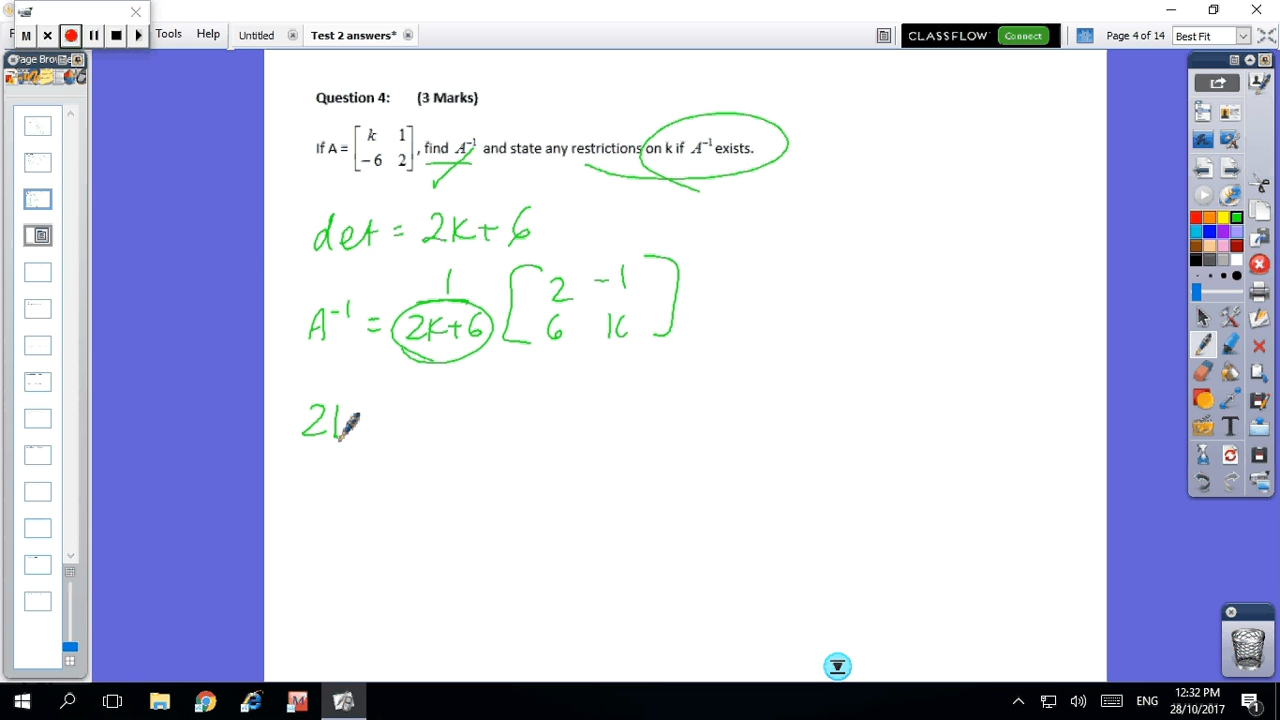 Tools Help Untitled Test 2 answers* CLASSFLOW Connect Page 4 of 14 Best Fit
M
Question 4: (3 Marks)
If A = [ k 1
-6 2 ], find A⁻¹ and state any restrictions on k if A⁻¹ exists.
det = 2k+6
A⁻¹ = 1
2k+6 [ 2 -1
6 k ]
2
T
ENG
12:32 PM
28/10/2017